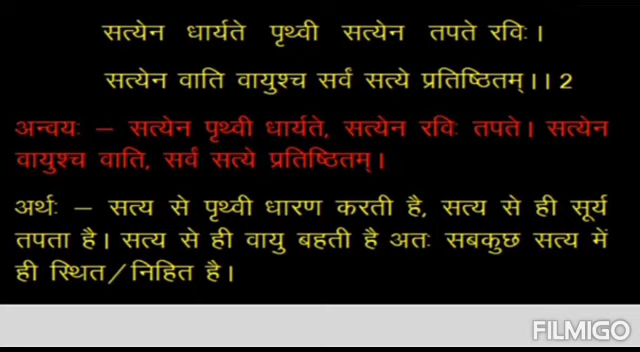 सत्येन धार्यते पृथ्वी सत्येन तपते रविः।
सत्येन वाति वायुश्च सर्वं सत्ये प्रतिष्ठितम्।। 2
अन्वयः – सत्येन पृथ्वी धार्यते, सत्येन रविः तपते। सत्येन
वायुश्च वाति, सर्वं सत्ये प्रतिष्ठितम्।
अर्थः – सत्य से पृथ्वी धारण करती है, सत्य से ही सूर्य
तपता है। सत्य से ही वायु बहती है अतः सबकुछ सत्य में
ही स्थित/निहित है।
FILMIGO